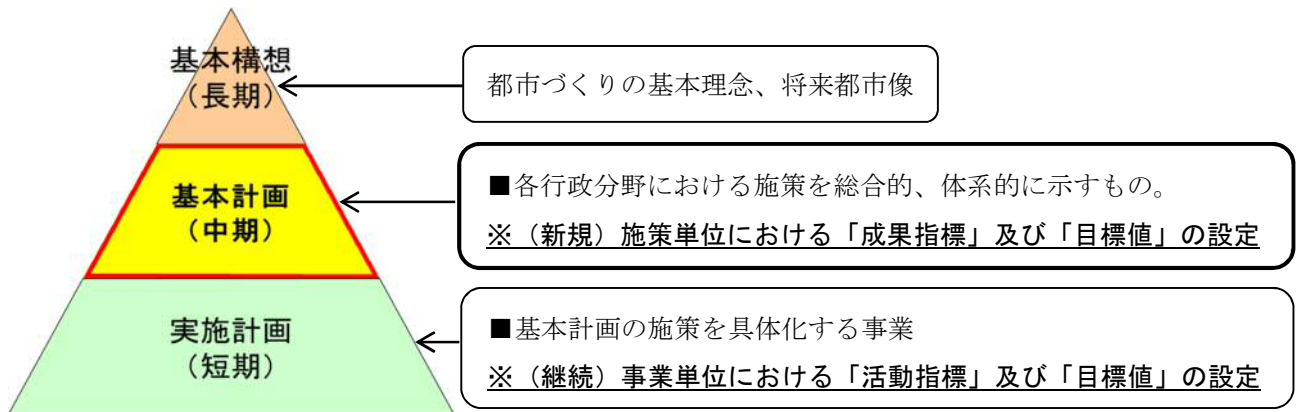 基本構想
（長期）
都市づくりの基本理念、将来都市像
基本計画
（中期）
■各行政分野における施策を総合的、体系的に示すもの。
※（新規）施策単位における「成果指標」及び「目標値」の設定
実施計画
（短期）
■基本計画の施策を具体化する事業
※（継続）事業単位における「活動指標」及び「目標値」の設定